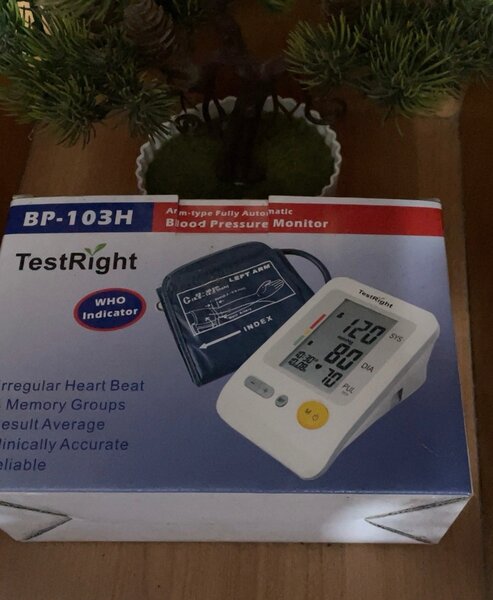 BP-103H
Arm-type Fully Automatic
Blood Pressure Monitor
TestRight
WHO
Indicator
LEFT ARM
INDEX
TestRight
120
SYS
80
DIA
70
PUL
M
rregular Heart Beat
Memory Groups
esult Average
linically Accurate
eliable